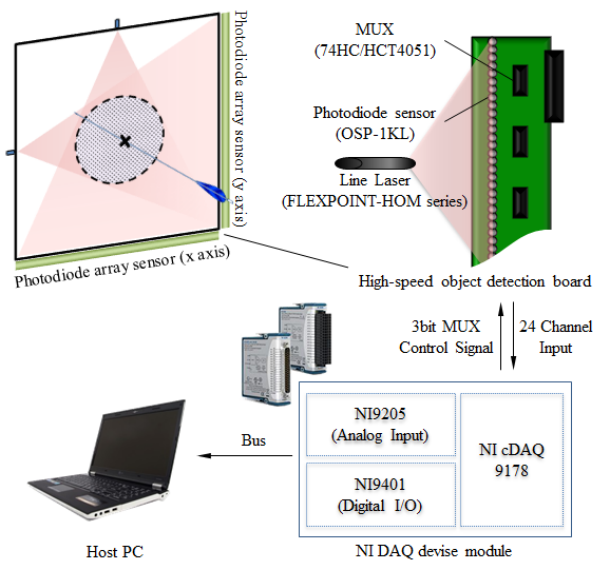 Photodiode array sensor (y axis)
Photodiode array sensor (x axis)
MUX
(74HC/HCT4051)
Photodiode sensor
(OSP-1KL)
Line Laser
(FLEXPOINT-HOM series)
High-speed object detection board
3bit MUX
Control Signal
24 Channel
Input
NI9205
(Analog Input)
NI9401
(Digital I/O)
NI cDAQ
9178
Bus
Host PC
NI DAQ devise module